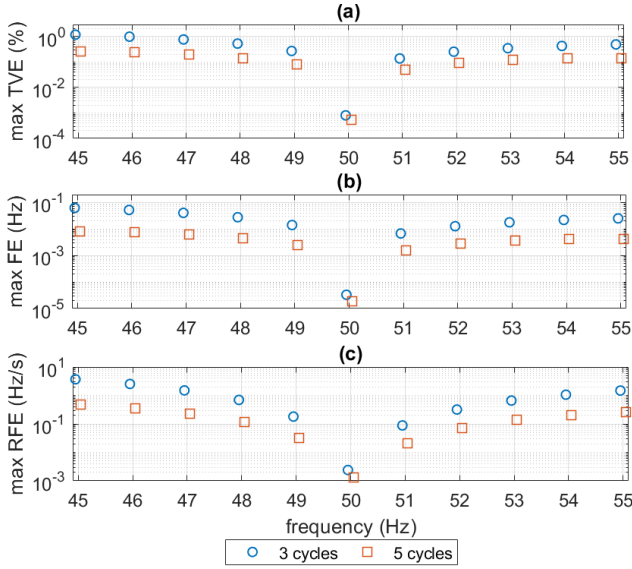 (a)
max TVE (%)
10^0
10^-2
10^-4
45 46 47 48 49 50 51 52 53 54 55
(b)
max FE (Hz)
10^-1
10^-3
10^-5
45 46 47 48 49 50 51 52 53 54 55
(c)
max RFE (Hz/s)
10^1
10^-1
10^-3
45 46 47 48 49 50 51 52 53 54 55
frequency (Hz)
3 cycles 5 cycles